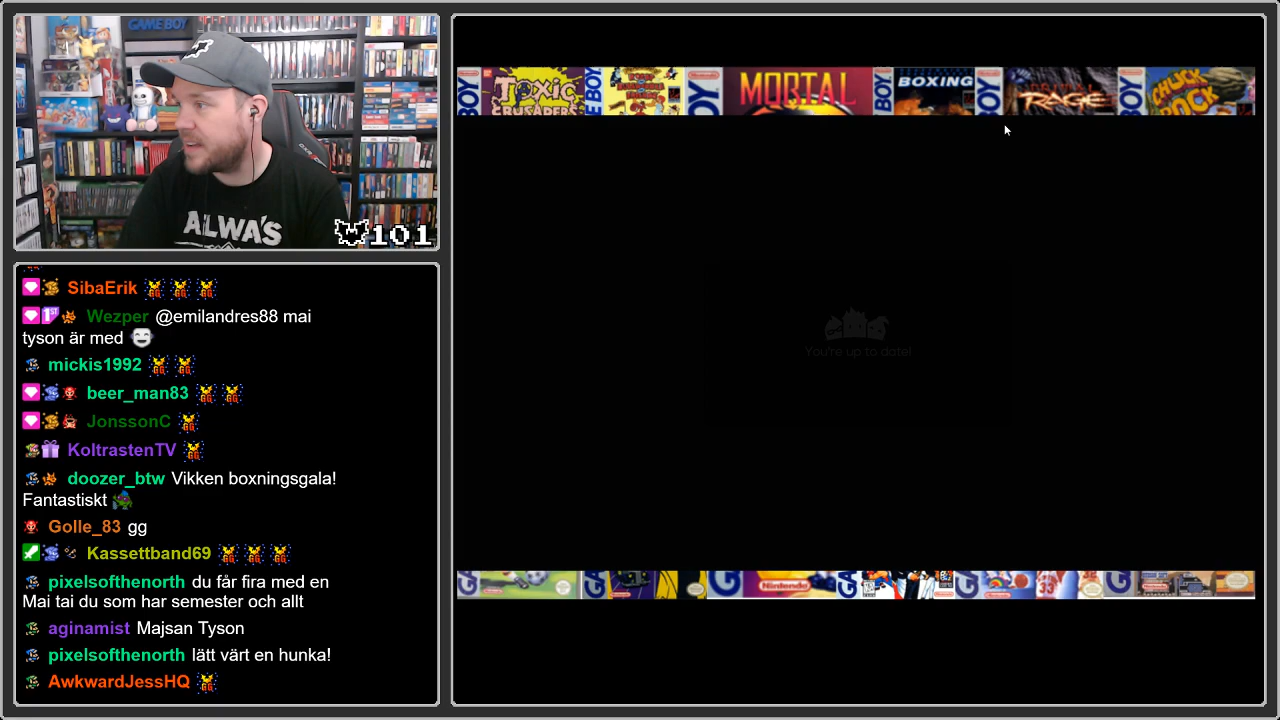 GAME BOY
ALWA'S
101
SibaErik
Wezper @emilandres88 mai
tyson är med
mickis1992
beer_man83
JonssonC
KoltrastenTV
doozer_btw Vikken boxningsgala!
Fantastiskt
Golle_83 gg
Kassettband69
pixelsofthenorth du får fira med en
Mai tai du som har semester och allt
aginamist Majsan Tyson
pixelsofthenorth lätt värt en hunka!
AwkwardJessHQ
TOXIC
CRUSADERS
MORTAL
BOXING
RAGE
CHUCK
ROCK
You're up to date!
Nintendo
33